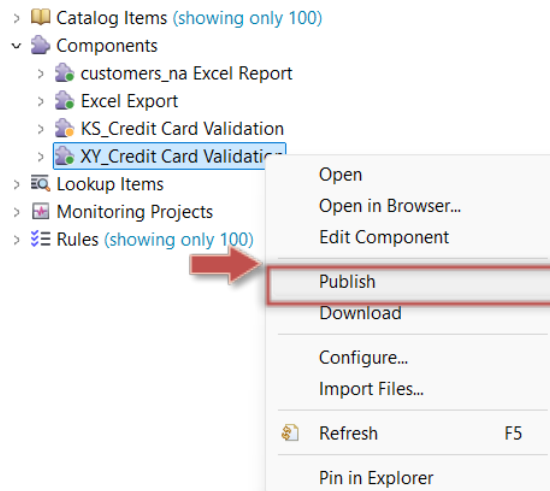 Catalog Items (showing only 100)
Components
customers_na Excel Report
Excel Export
KS_Credit Card Validation
XY_Credit Card Validation
Lookup Items
Monitoring Projects
Rules (showing only 100)
Open
Open in Browser...
Edit Component
Publish
Download
Configure...
Import Files...
Refresh F5
Pin in Explorer